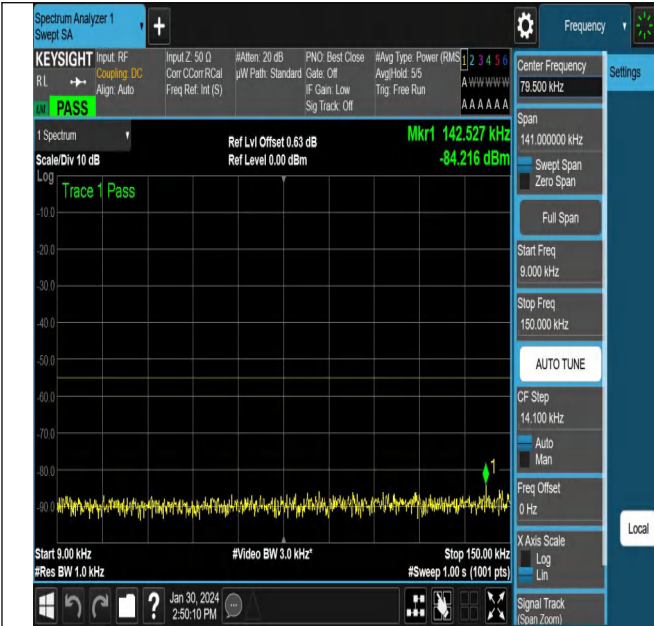 Spectrum Analyzer 1
Swept SA
+
Frequency
KEYSIGHT
RL
PASS
Input: RF
Coupling: DC
Align: Auto
Input Z: 50 Ω
Corr CCorr RCal
Freq Ref: Int (S)
#Atten: 20 dB
µW Path: Standard
PNO: Best Close
Gate: Off
IF Gain: Low
Sig Track: Off
#Avg Type: Power (RMS
Avg|Hold: 5/5
Trig: Free Run
1 2 3 4 5 6
A W W W W W
A A A A A A
1 Spectrum
Scale/Div 10 dB
Ref Lvl Offset 0.63 dB
Ref Level 0.00 dBm
Mkr1 142.527 kHz
-84.216 dBm
Log
Trace 1 Pass
-10.0
-20.0
-30.0
-40.0
-50.0
-60.0
-70.0
-80.0
-90.0
1
Start 9.00 kHz
#Res BW 1.0 kHz
#Video BW 3.0 kHz*
Stop 150.00 kHz
#Sweep 1.00 s (1001 pts)
?
Jan 30, 2024
2:50:10 PM
Center Frequency
79.500 kHz
Span
141.000000 kHz
Swept Span
Zero Span
Full Span
Start Freq
9.000 kHz
Stop Freq
150.000 kHz
AUTO TUNE
CF Step
14.100 kHz
Auto
Man
Freq Offset
0 Hz
X Axis Scale
Log
Lin
Signal Track
(Span Zoom)
Settings
Local